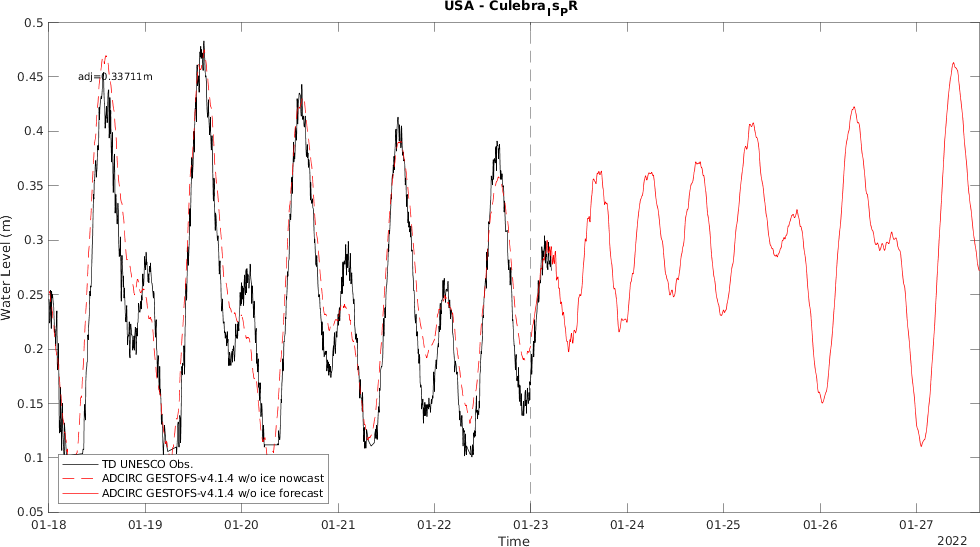 USA - Culebra_Is_PR
0.5
0.45
0.4
0.35
0.3
0.25
0.2
0.15
0.1
0.05
Water Level (m)
adj=0.33711m
TD UNESCO Obs.
ADCIRC GESTOFS-v4.1.4 w/o ice nowcast
ADCIRC GESTOFS-v4.1.4 w/o ice forecast
01-18 01-19 01-20 01-21 01-22 01-23 01-24 01-25 01-26 01-27
Time
2022